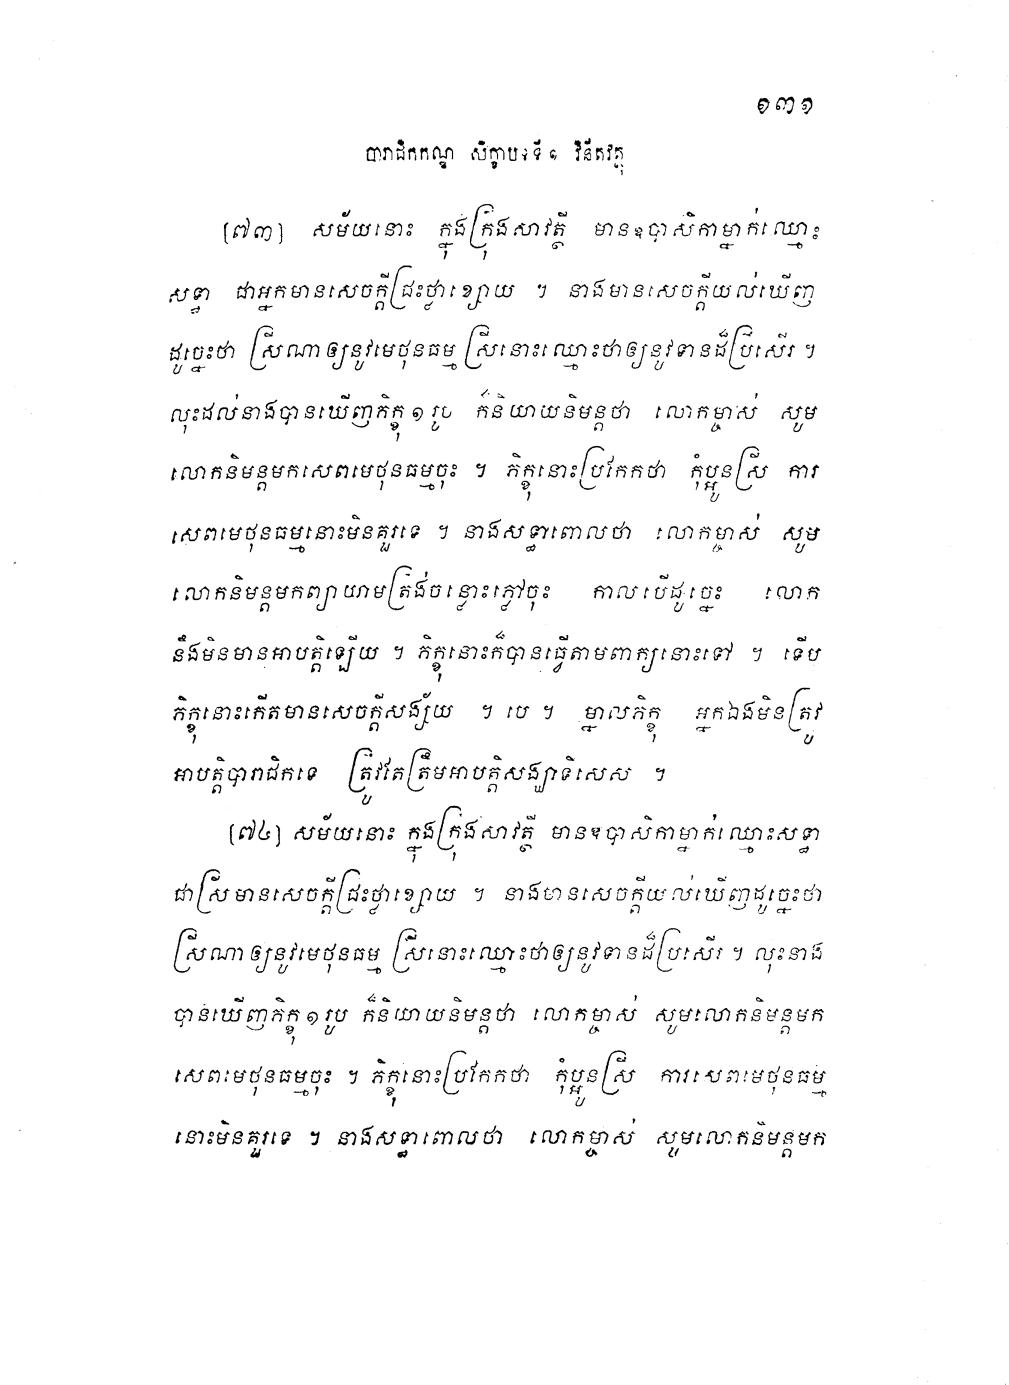 ១៣១
បារាជិកកណ្ឌ សិក្ខាបទទី១ វិនីតវត្ថុ
[៧៣] សម័យនោះ ក្នុងក្រុងសាវត្ថី មានឧបាសិកាម្នាក់ឈ្មោះ
សទ្ធា ជាអ្នកមានសេចក្ដីជ្រះថ្លាខ្សោយ ។ នាងមានសេចក្ដីយល់ឃើញ
ដូច្នេះថា ស្រីណាឲ្យនូវមេថុនធម្ម ស្រីនោះឈ្មោះថាឲ្យនូវទានដ៏ប្រសើរ ។
លុះដល់នាងបានឃើញភិក្ខុ១រូប ក៏និយាយនិមន្តថា លោកម្ចាស់ សូម
លោកនិមន្តមកសេពមេថុនធម្មចុះ ។ ភិក្ខុនោះប្រកែកថា កុំប្អូនស្រី ការ
សេពមេថុនធម្មនោះមិនគួរទេ ។ នាងសទ្ធាពោលថា លោកម្ចាស់ សូម
លោកនិមន្តមកព្យាយាមត្រង់ចន្លោះភ្លៅចុះ កាលបើដូច្នេះ លោក
នឹងមិនមានអាបត្តិឡើយ ។ ភិក្ខុនោះក៏បានធ្វើតាមពាក្យនោះទៅ ។ ទើប
ភិក្ខុនោះកើតមានសេចក្ដីសង្ស័យ ។ បេ ។ ម្នាលភិក្ខុ អ្នកឯងមិនត្រូវ
អាបត្តិបារាជិកទេ ត្រូវតែត្រឹមអាបត្តិសង្ឃាទិសេស ។
[៧៤] សម័យនោះ ក្នុងក្រុងសាវត្ថី មានឧបាសិកាម្នាក់ឈ្មោះសទ្ធា
ជាស្រីមានសេចក្ដីជ្រះថ្លាខ្សោយ ។ នាងមានសេចក្ដីយល់ឃើញដូច្នេះថា
ស្រីណាឲ្យនូវមេថុនធម្ម ស្រីនោះឈ្មោះថាឲ្យនូវទានដ៏ប្រសើរ ។ លុះនាង
បានឃើញភិក្ខុ១រូប ក៏និយាយនិមន្តថា លោកម្ចាស់ សូមលោកនិមន្តមក
សេពមេថុនធម្មចុះ ។ ភិក្ខុនោះប្រកែកថា កុំប្អូនស្រី ការសេពមេថុនធម្ម
នោះមិនគួរទេ ។ នាងសទ្ធាពោលថា លោកម្ចាស់ សូមលោកនិមន្តមក